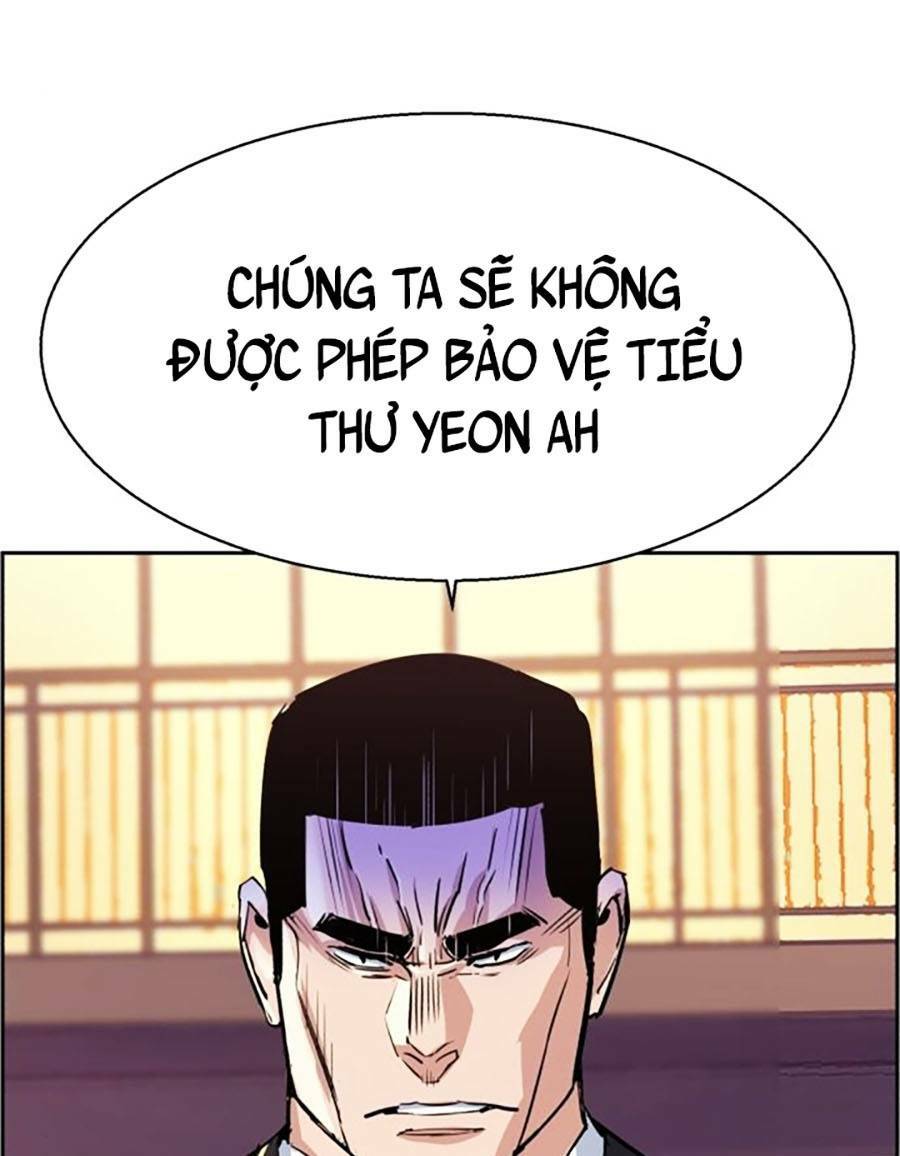 CHÚNG TA SẼ KHÔNG
ĐƯỢC PHÉP BẢO VỆ TIỂU
THƯ YEON AH